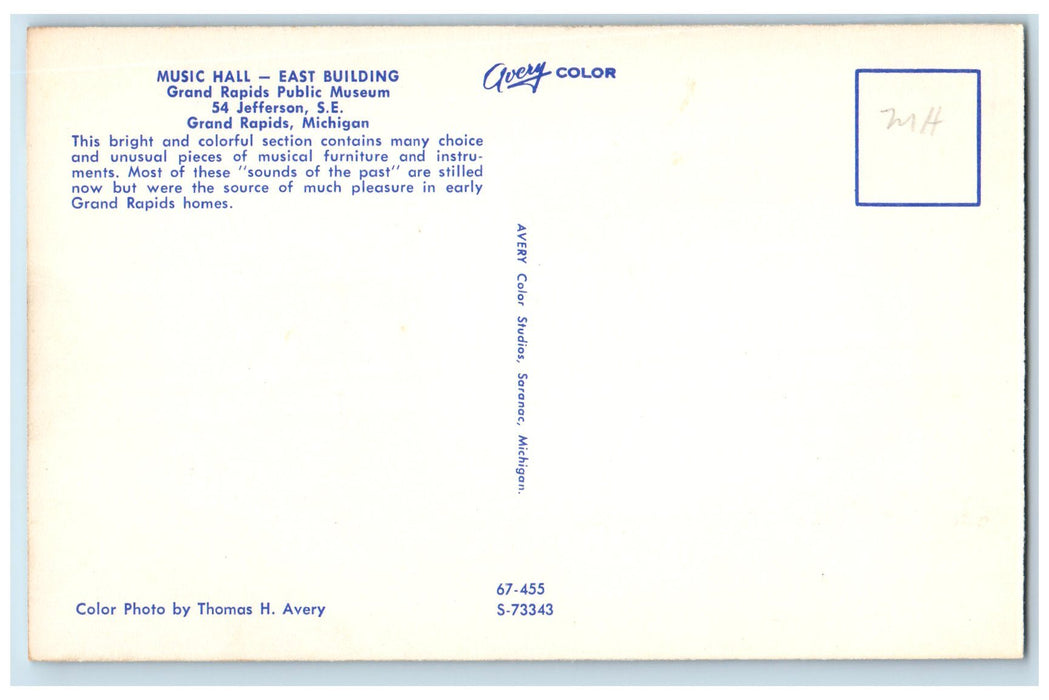 MUSIC HALL — EAST BUILDING
Grand Rapids Public Museum
54 Jefferson, S.E.
Grand Rapids, Michigan
This bright and colorful section contains many choice
and unusual pieces of musical furniture and instru-
ments. Most of these "sounds of the past" are stilled
now but were the source of much pleasure in early
Grand Rapids homes.
Avery COLOR
MH
AVERY Color Studios, Saranac, Michigan.
Color Photo by Thomas H. Avery
67-455
S-73343